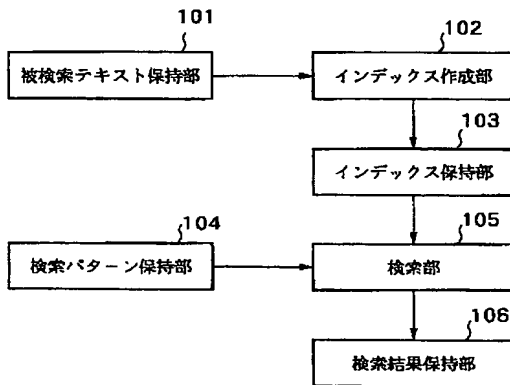 101
102
被検索テキスト保持部
インデックス作成部
103
インデックス保持部
104
105
検索パターン保持部
検索部
106
検索結果保持部